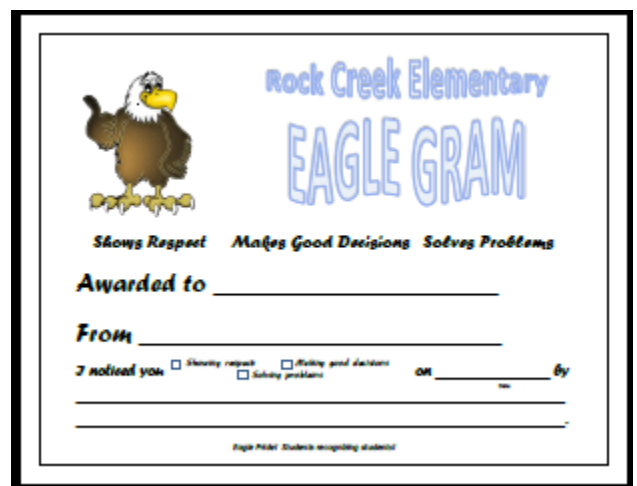 Rock Creek Elementary
EAGLE GRAM
Shows Respect Makes Good Decisions Solves Problems
Awarded to
From
I noticed you Showing respect Making good decisions on by
Solving problems
Eagle Pride! Students recognizing students!